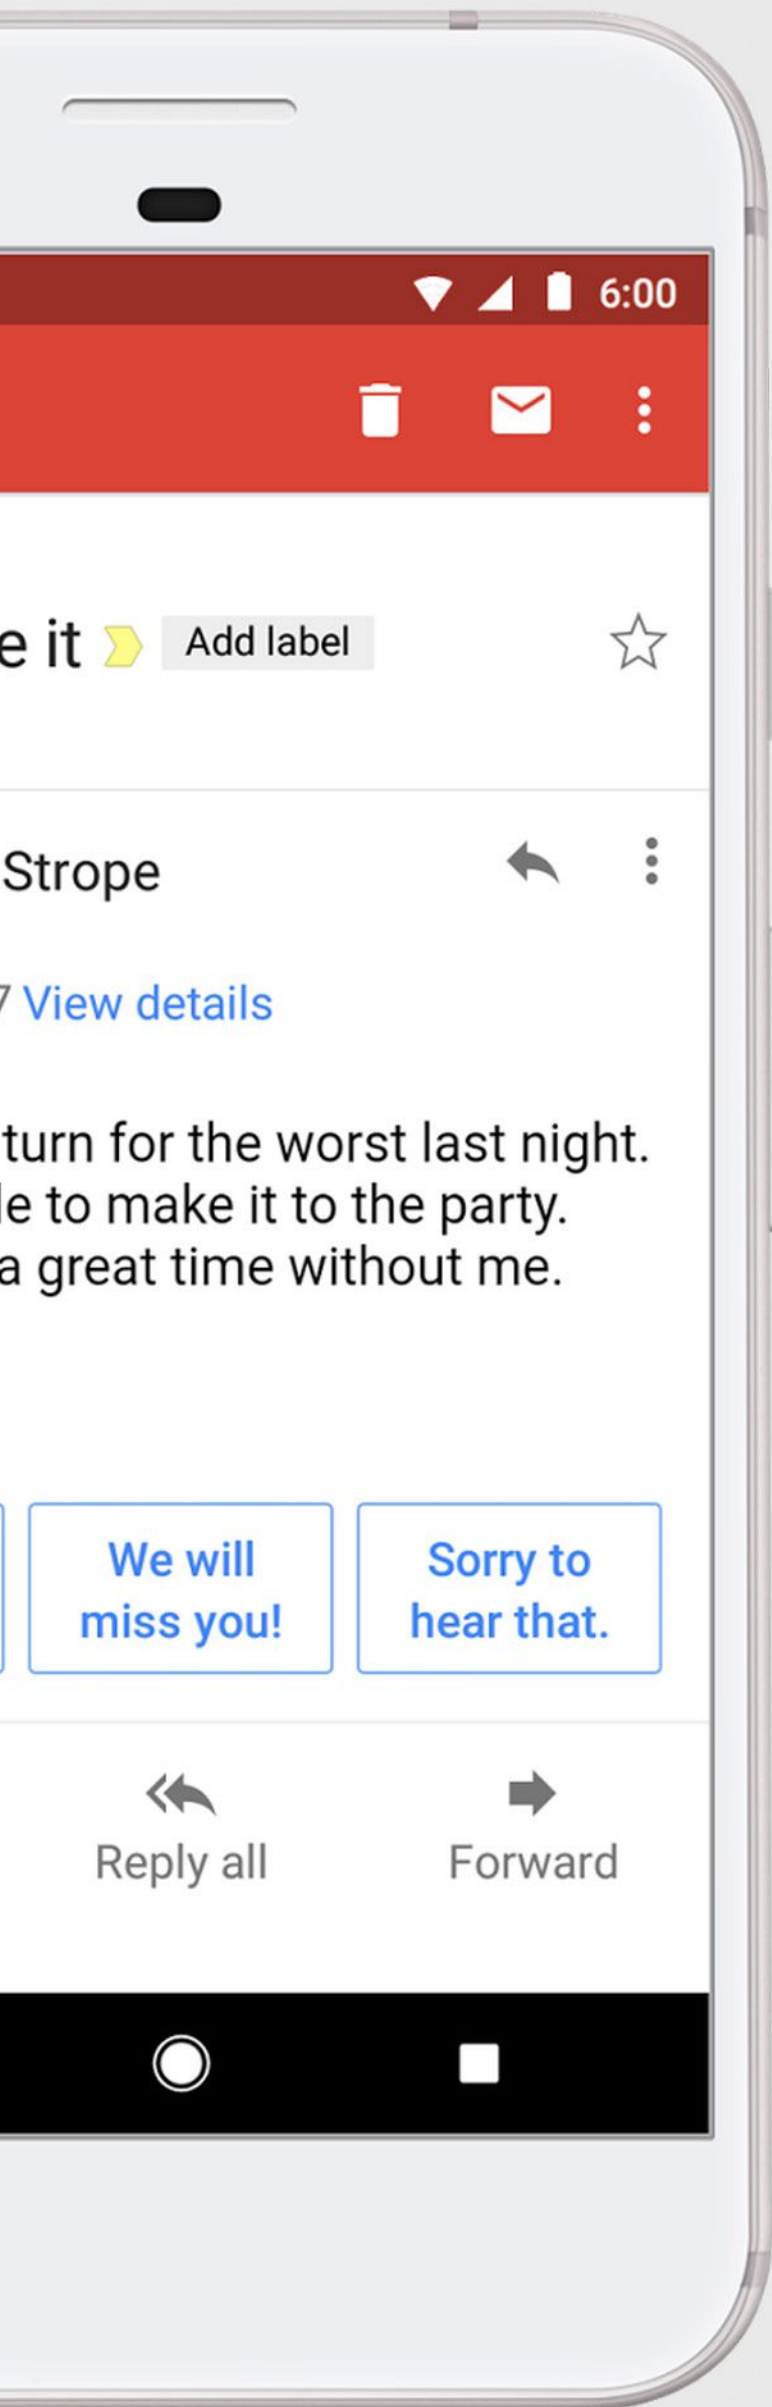 6:00
e it
Add label
Strope
7 View details
turn for the worst last night.
le to make it to the party.
a great time without me.
We will
miss you!
Sorry to
hear that.
Reply all
Forward